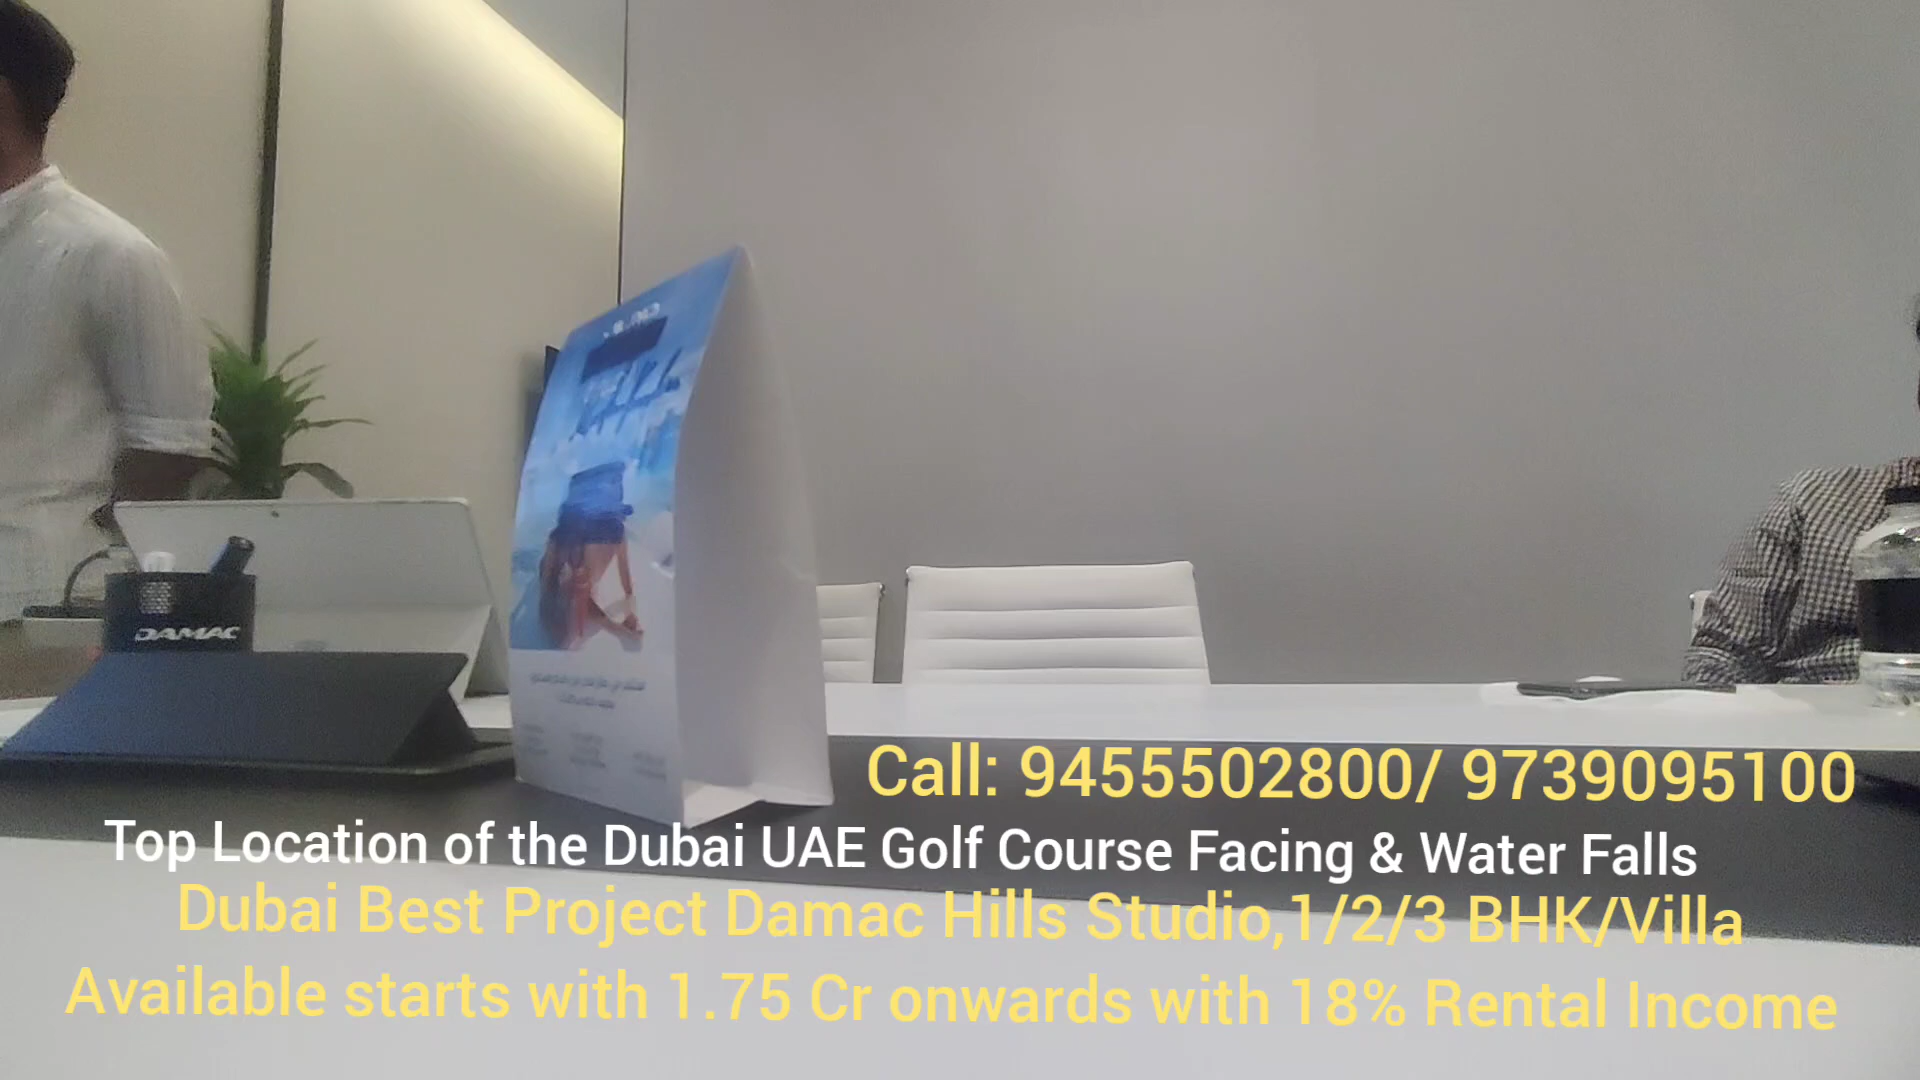 DAMAC
Call: 9455502800/ 9739095100
Top Location of the Dubai UAE Golf Course Facing & Water Falls
Dubai Best Project Damac Hills Studio,1/2/3 BHK/Villa
Available starts with 1.75 Cr onwards with 18% Rental Income